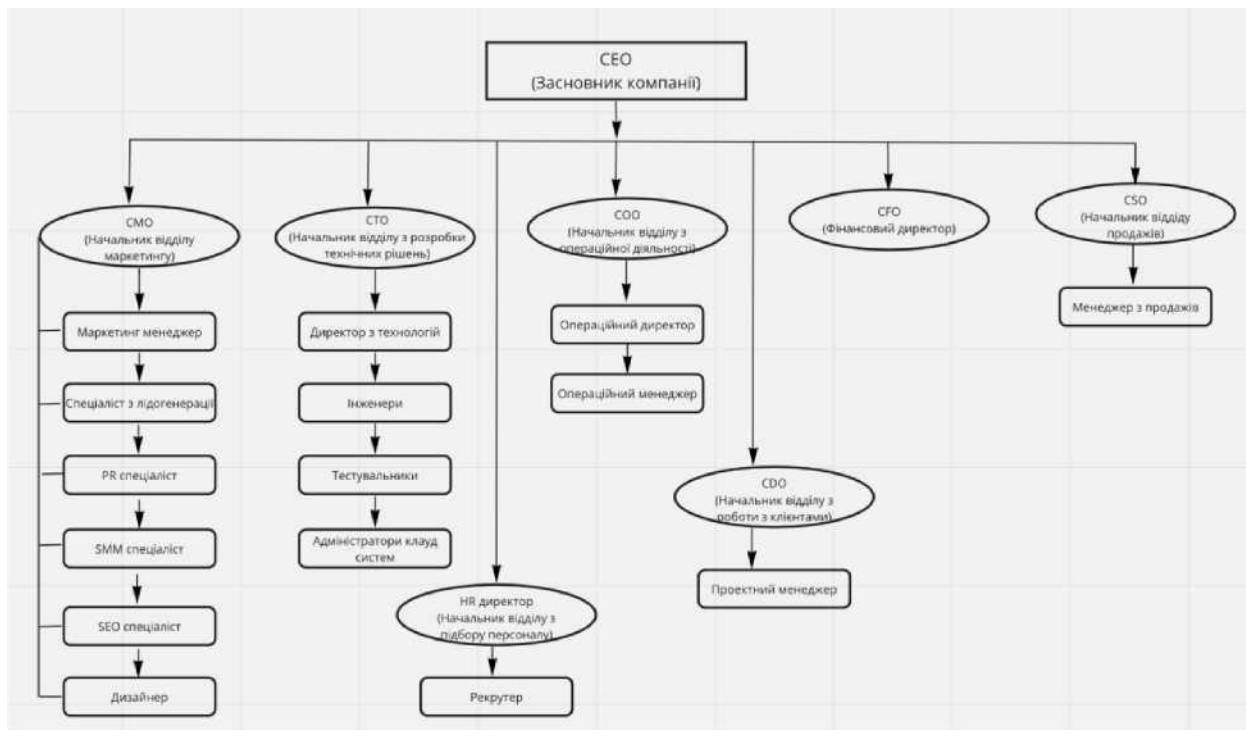 CEO
(Засновник компанії)
CMO
(Начальник відділу
маркетингу)
Маркетинг менеджер
Спеціаліст з лідогенерації
PR спеціаліст
SMM спеціаліст
SEO спеціаліст
Дизайнер
CTO
(Начальник відділу з розробки
технічних рішень)
Директор з технологій
Інженери
Тестувальники
Адміністратори клауд
систем
HR директор
(Начальник відділу з
підбору персоналу)
Рекрутер
COO
(Начальник відділу з
операційної діяльності)
Операційний директор
Операційний менеджер
CDO
(Начальник відділу з
роботи з клієнтами)
Проектний менеджер
CFO
(Фінансовий директор)
CSO
(Начальник віддіду
продажів)
Менеджер з продажів